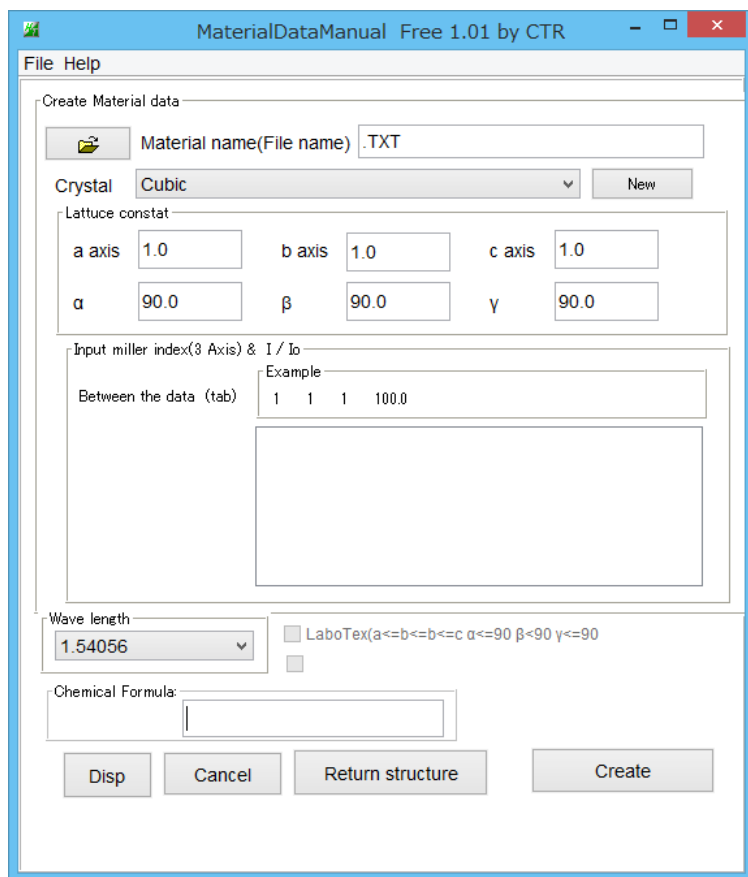 MaterialDataManual Free 1.01 by CTR
File Help
Create Material data
Material name(File name) .TXT
Crystal Cubic New
Lattuce constat
a axis 1.0 b axis 1.0 c axis 1.0
α 90.0 β 90.0 γ 90.0
Input miller index(3 Axis) & I / Io
Example
Between the data (tab) 1 1 1 100.0
Wave length
1.54056
LaboTex(a<=b<=b<=c α<=90 β<90 γ<=90
Chemical Formula:
Disp Cancel Return structure Create